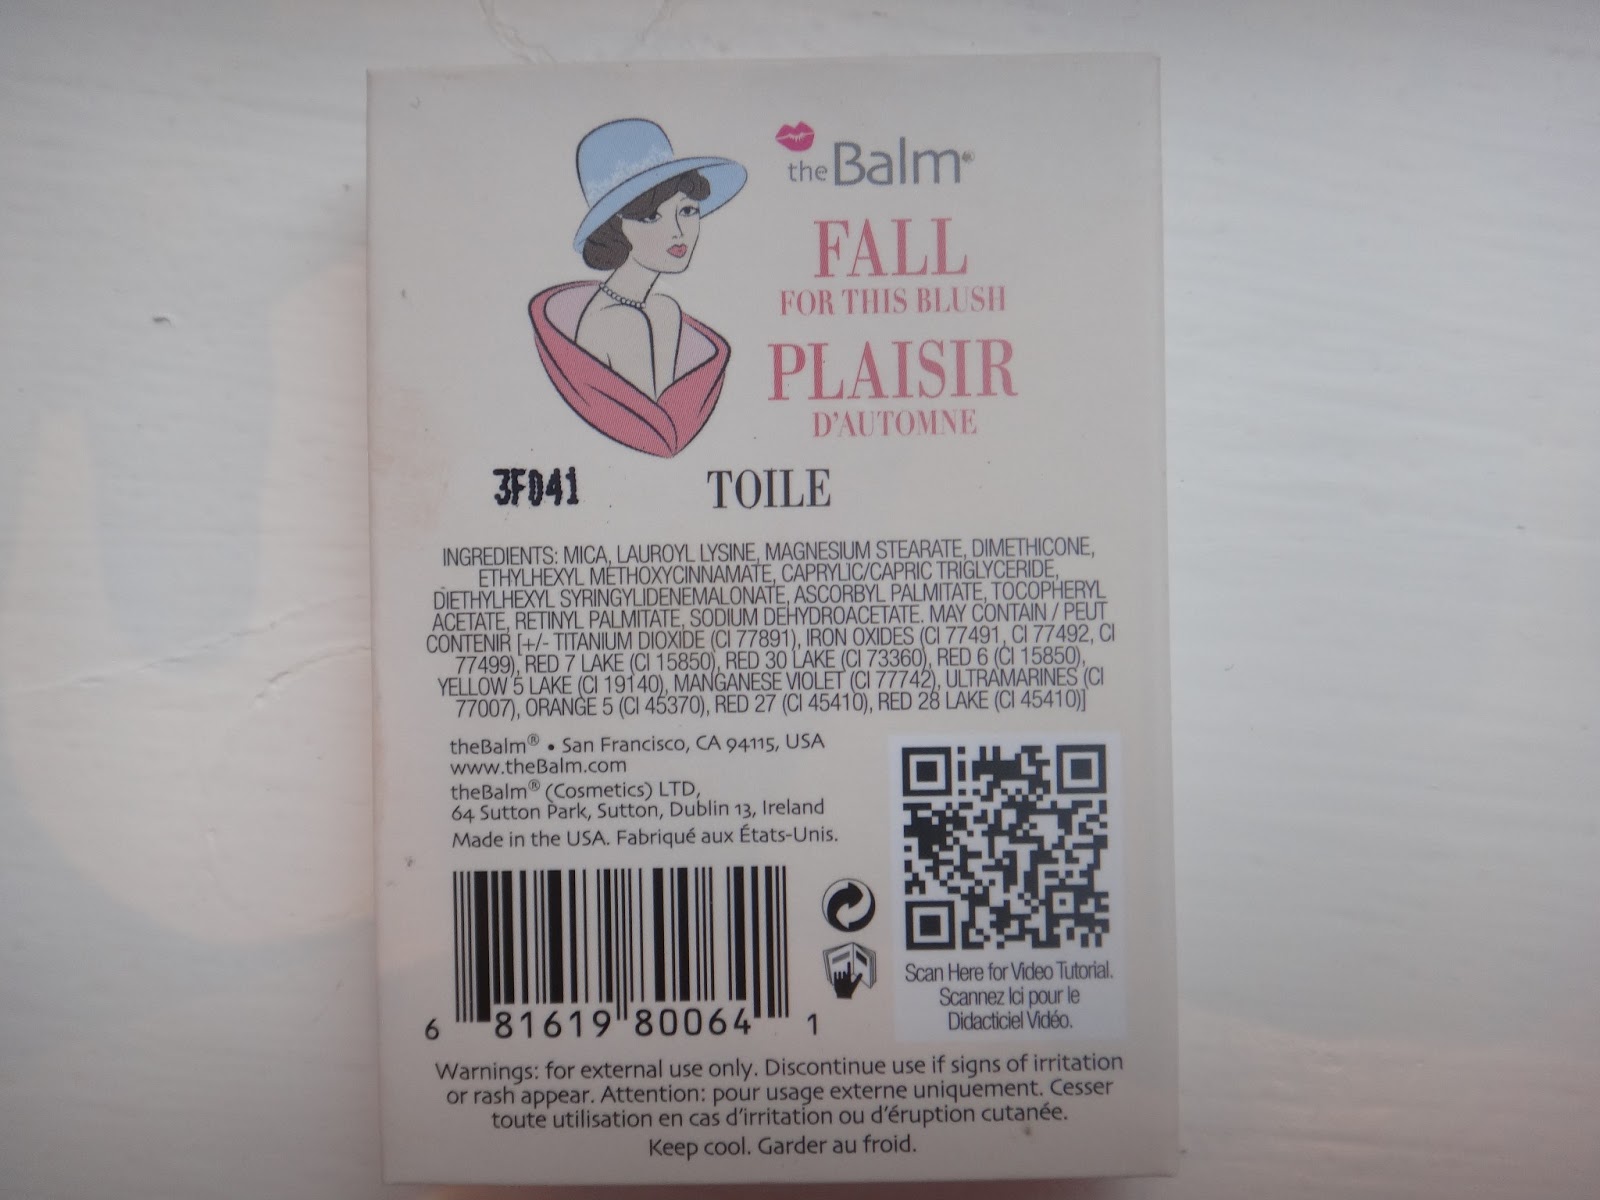 theBalm®
FALL
FOR THIS BLUSH
PLAISIR
D'AUTOMNE
3F041
TOILE
INGREDIENTS: MICA, LAUROYL LYSINE, MAGNESIUM STEARATE, DIMETHICONE,
ETHYLHEXYL METHOXYCINNAMATE, CAPRYLIC/CAPRIC TRIGLYCERIDE,
DIETHYLHEXYL SYRINGYLIDENEMALONATE, ASCORBYL PALMITATE, TOCOPHERYL
ACETATE, RETINYL PALMITATE, SODIUM DEHYDROACETATE. MAY CONTAIN / PEUT
CONTENIR [+/- TITANIUM DIOXIDE (CI 77891), IRON OXIDES (CI 77491, CI 77492, CI
77499), RED 7 LAKE (CI 15850), RED 30 LAKE (CI 73360), RED 6 (CI 15850),
YELLOW 5 LAKE (CI 19140), MANGANESE VIOLET (CI 77742), ULTRAMARINES (CI
77007), ORANGE 5 (CI 45370), RED 27 (CI 45410), RED 28 LAKE (CI 45410)]
theBalm® • San Francisco, CA 94115, USA
www.theBalm.com
theBalm® (Cosmetics) LTD,
64 Sutton Park, Sutton, Dublin 13, Ireland
Made in the USA. Fabriqué aux États-Unis.
6 81619 80064 1
Scan Here for Video Tutorial.
Scannez Ici pour le
Didacticiel Vidéo.
Warnings: for external use only. Discontinue use if signs of irritation
or rash appear. Attention: pour usage externe uniquement. Cesser
toute utilisation en cas d'irritation ou d'éruption cutanée.
Keep cool. Garder au froid.